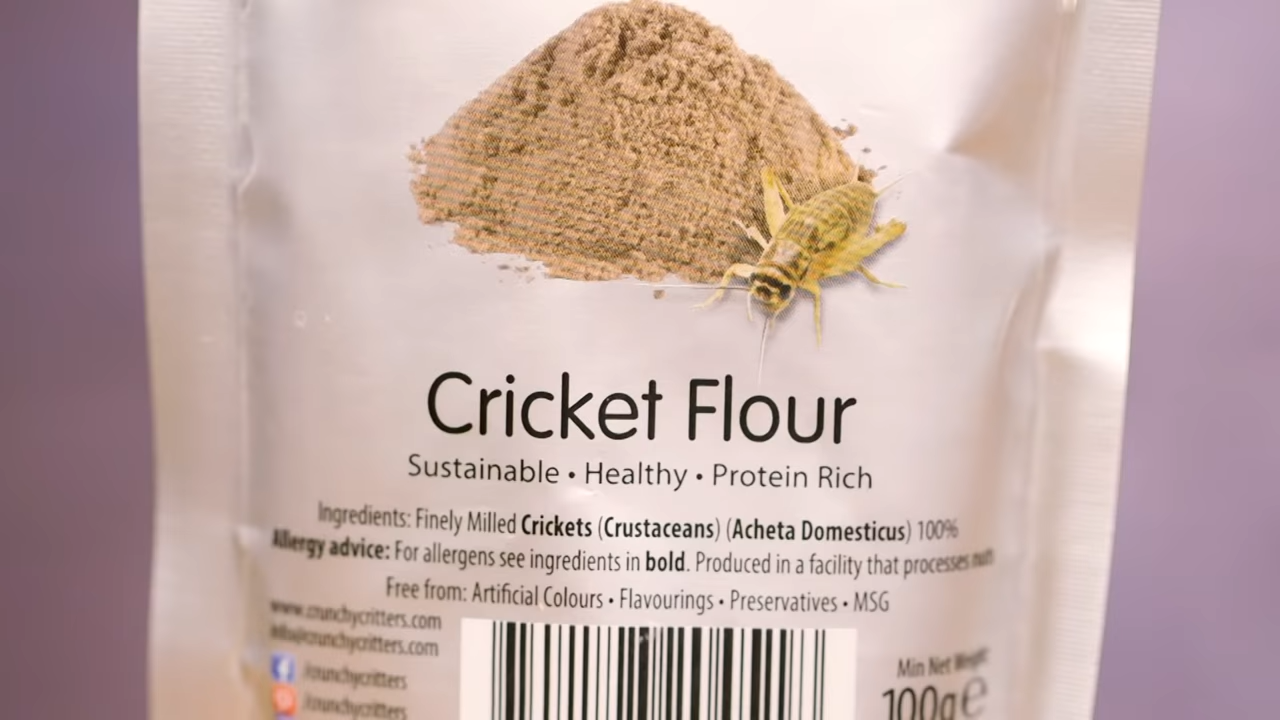 Cricket Flour
Sustainable • Healthy • Protein Rich
Ingredients: Finely Milled Crickets (Crustaceans) (Acheta Domesticus) 100%
Allergy advice: For allergens see ingredients in bold. Produced in a facility that processes nuts
Free from: Artificial Colours • Flavourings • Preservatives • MSG
www.crunchycritters.com
info@crunchycritters.com
/crunchycritters
/crunchycritters
Min Net Weight
100g e